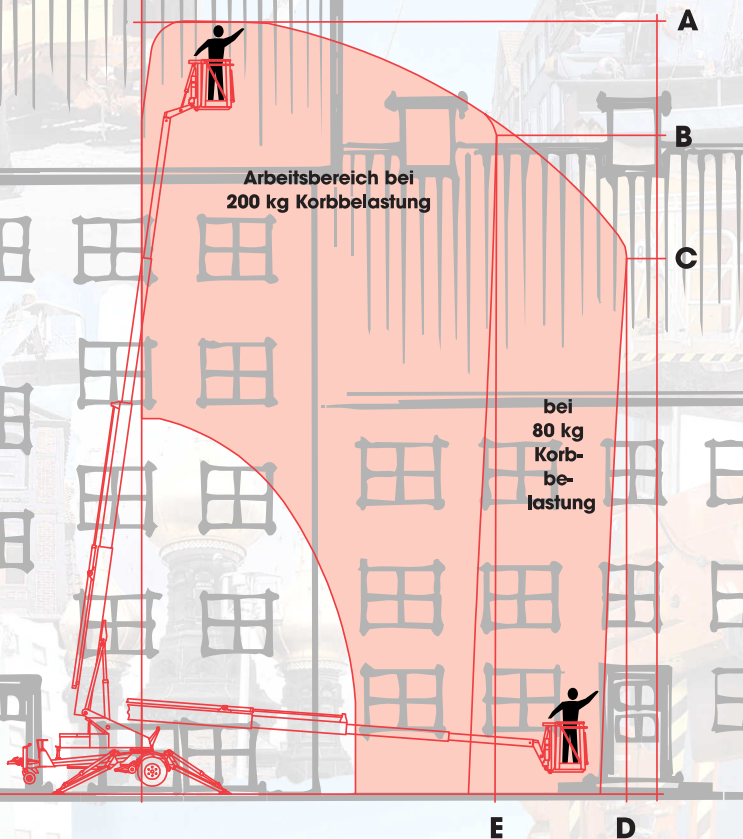 A
B
Arbeitsbereich bei
200 kg Korbbelastung
C
bei
80 kg
Korb-
be-
lastung
E
D